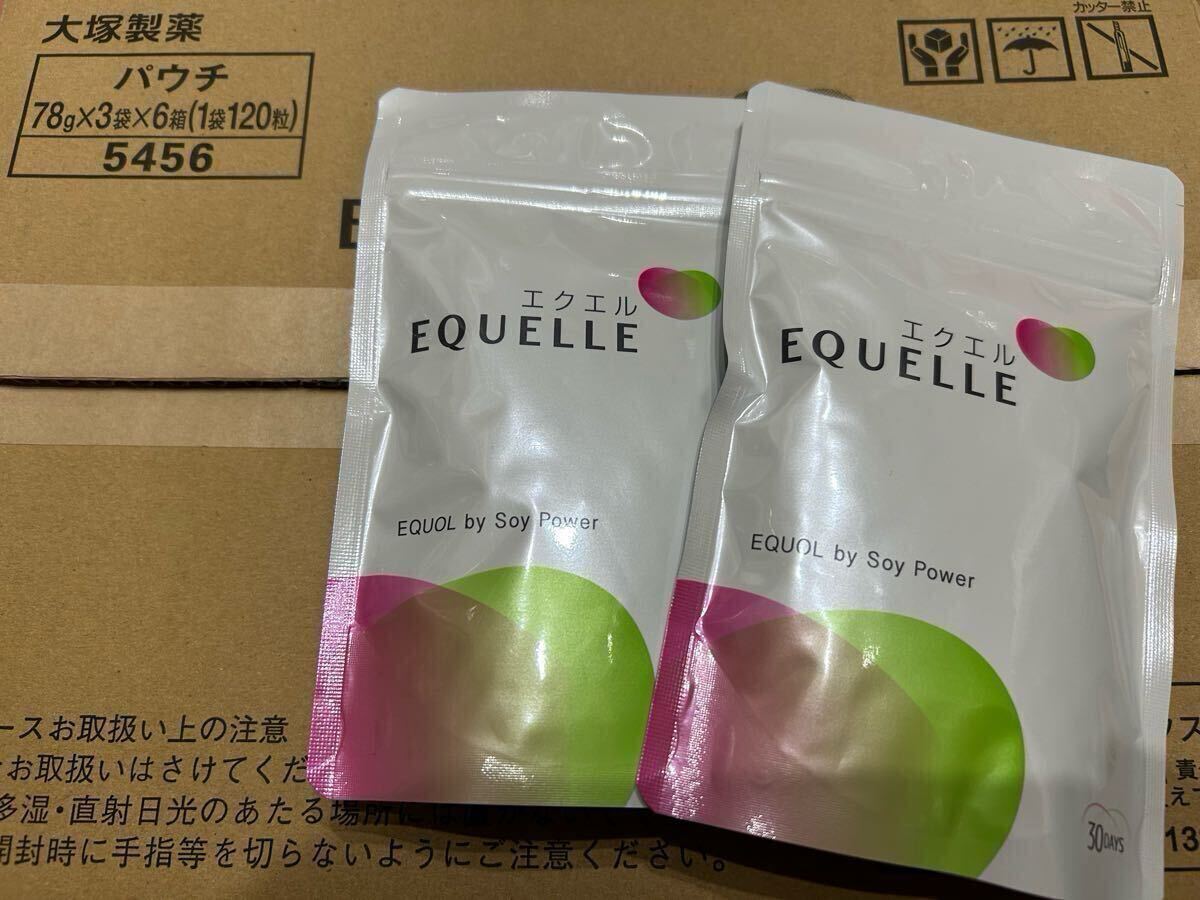 大塚製薬
パウチ
78g×3袋×6箱(1袋120粒)
5456
カッター禁止
E
エクエル
EQUELLE
EQUOL by Soy Power
エクエル
EQUELLE
EQUOL by Soy Power
30DAYS
ースお取扱い上の注意
お取扱いはさけてくだ
多湿・直射日光のあたる場所には
開封時に手指等を切らないようにご注意ください。
ス
責
13